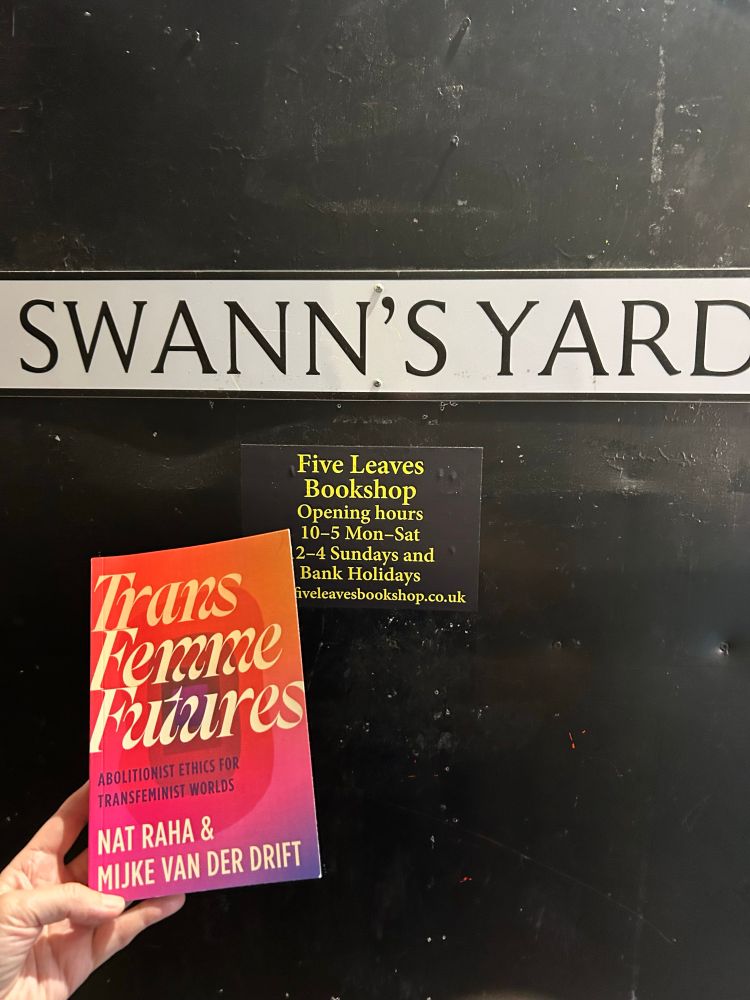 SWANN'S YARD
Five Leaves
Bookshop
Opening hours
10–5 Mon–Sat
2–4 Sundays and
Bank Holidays
fiveleavesbookshop.co.uk
Trans
Femme
Futures
ABOLITIONIST ETHICS FOR
TRANSFEMINIST WORLDS
NAT RAHA &
MIJKE VAN DER DRIFT